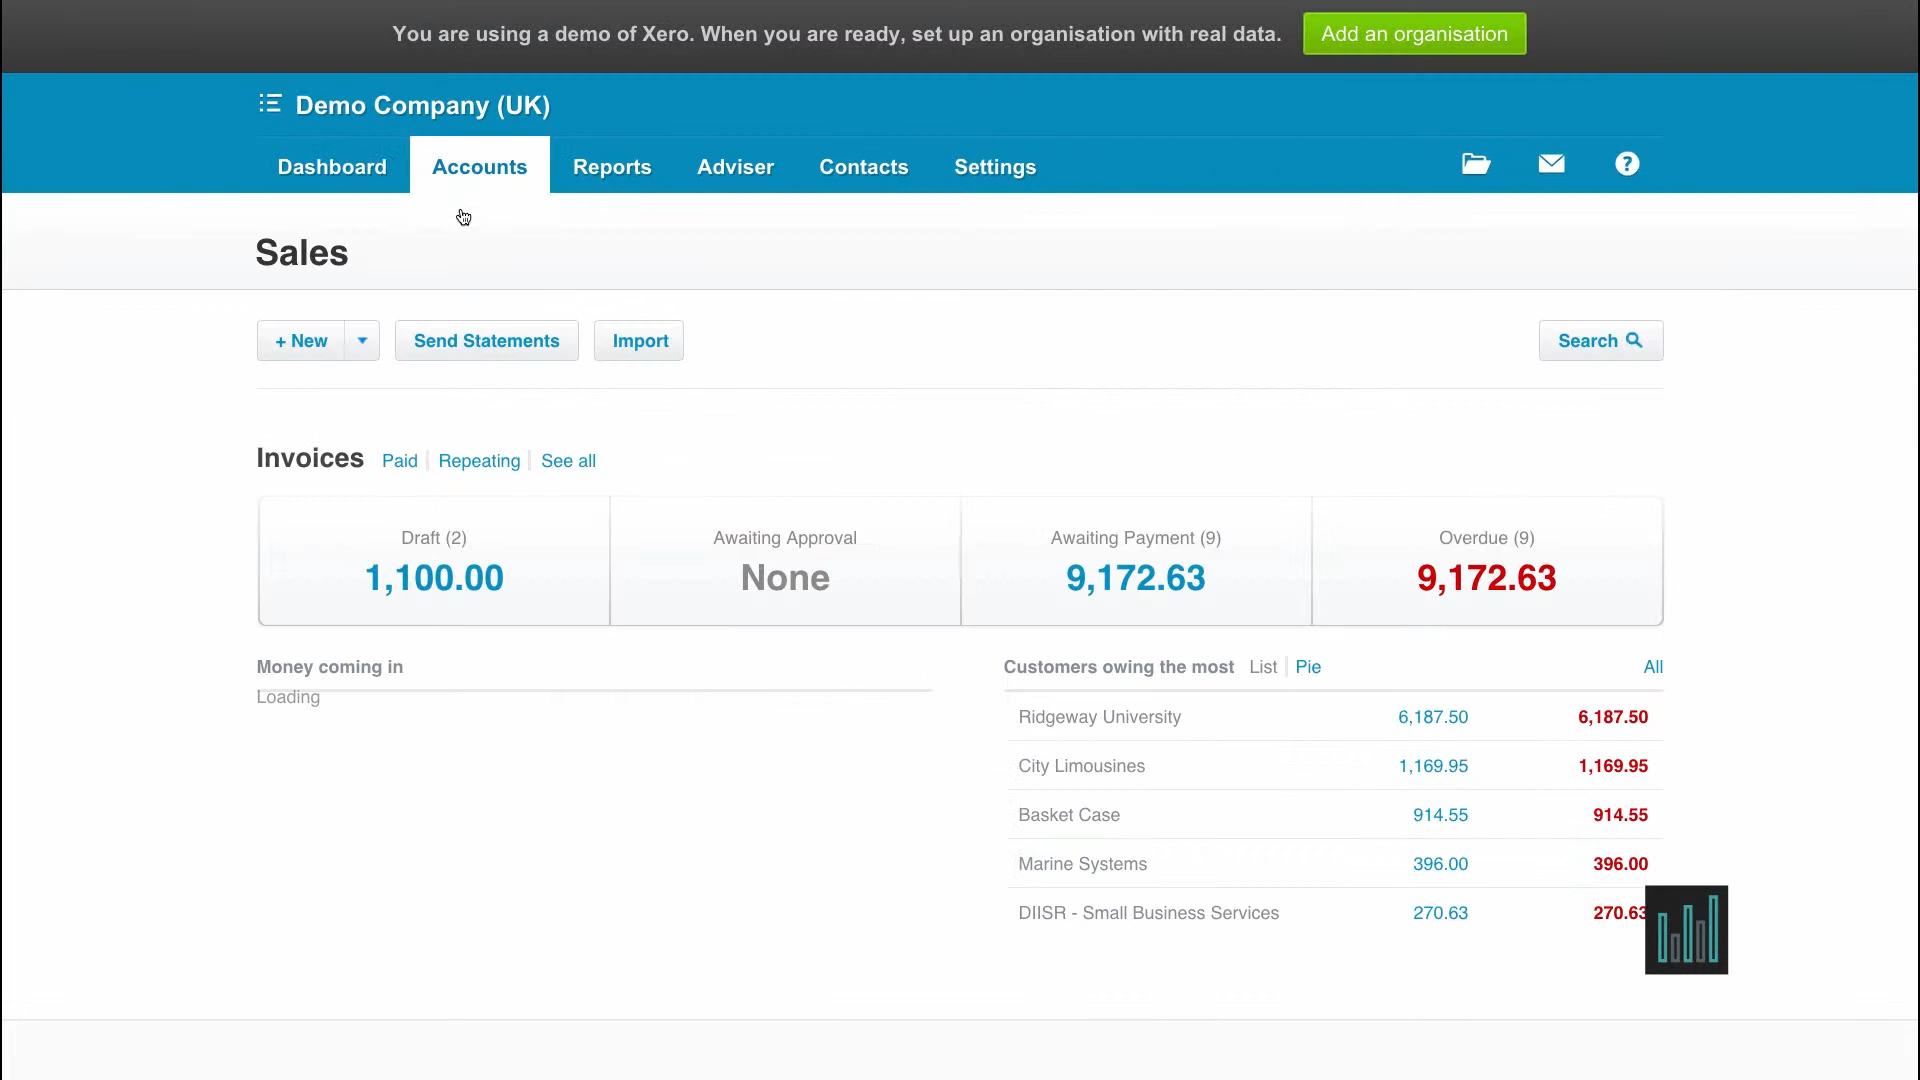 You are using a demo of Xero. When you are ready, set up an organisation with real data. Add an organisation
Demo Company (UK)
Dashboard Accounts Reports Adviser Contacts Settings ?
Sales
+ New Send Statements Import Search
Invoices Paid Repeating See all
Draft (2) Awaiting Approval Awaiting Payment (9) Overdue (9)
1,100.00 None 9,172.63 9,172.63
Money coming in Customers owing the most List Pie All
Loading
Ridgeway University 6,187.50 6,187.50
City Limousines 1,169.95 1,169.95
Basket Case 914.55 914.55
Marine Systems 396.00 396.00
DIISR - Small Business Services 270.63 270.63